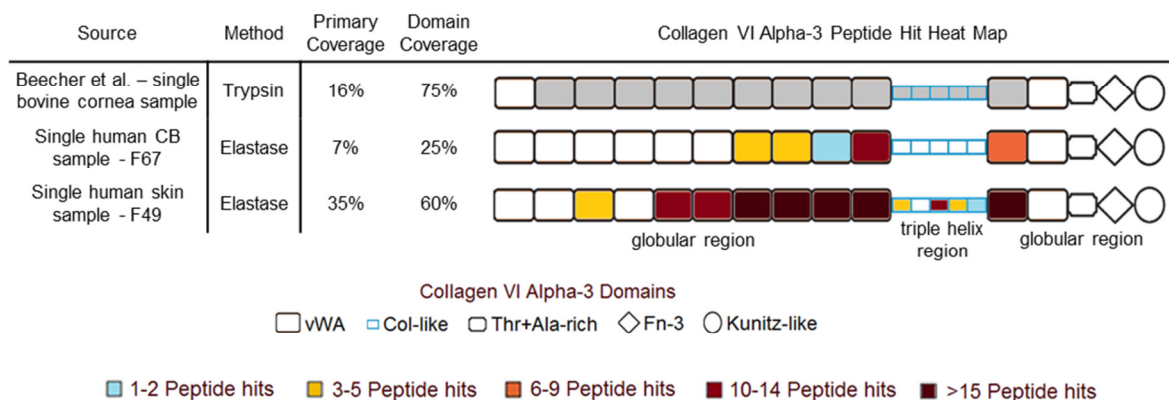 Source
Method
Primary
Coverage
Domain
Coverage
Collagen VI Alpha-3 Peptide Hit Heat Map
Beecher et al. – single
bovine cornea sample
Trypsin
16%
75%
Single human CB
sample - F67
Elastase
7%
25%
Single human skin
sample - F49
Elastase
35%
60%
globular region
triple helix
region
globular region
Collagen VI Alpha-3 Domains
vWA
Col-like
Thr+Ala-rich
Fn-3
Kunitz-like
1-2 Peptide hits
3-5 Peptide hits
6-9 Peptide hits
10-14 Peptide hits
>15 Peptide hits